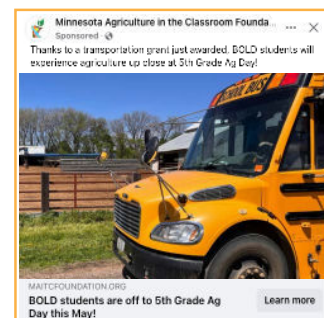 Minnesota Agriculture in the Classroom Founda...
Sponsored ·
Thanks to a transportation grant just awarded, BOLD students will
experience agriculture up close at 5th Grade Ag Day!
SCHOOL BUS
MAITCFOUNDATION.ORG
BOLD students are off to 5th Grade Ag
Day this May!
Learn more